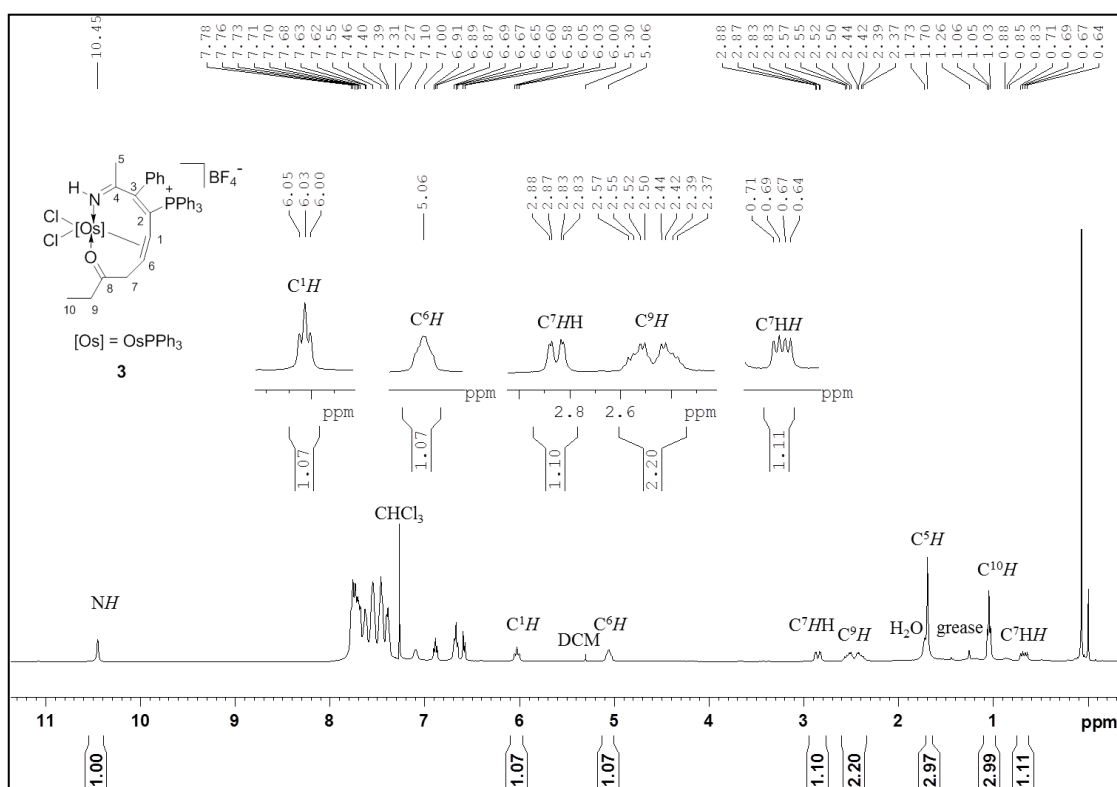 10.45 7.78 7.76 7.73 7.71 7.70 7.68 7.63 7.62 7.55 7.46 7.40 7.39 7.31 7.27 7.10 7.00 6.91 6.89 6.87 6.69 6.67 6.65 6.60 6.58 6.05 6.03 6.00 5.30 5.06 2.88 2.87 2.83 2.83 2.57 2.55 2.52 2.50 2.44 2.42 2.39 2.37 1.73 1.70 1.26 1.06 1.05 1.03 0.88 0.85 0.83 0.71 0.69 0.67 0.64
5
H Ph BF4-
N 4 3 PPh3 +
Cl 2
[Os]
Cl 1
O 6
8 7
10 9
[Os] = OsPPh3
3
6.05 6.03 6.00 5.06 2.88 2.87 2.83 2.83 2.57 2.55 2.52 2.50 2.44 2.42 2.39 2.37 0.71 0.69 0.67 0.64
C1H C6H C7HH C9H C7HH
ppm ppm 2.8 2.6 ppm ppm
1.07 1.07 1.10 2.20 1.11
CHCl3
NH C1H DCM C6H C7HH C9H H2O C5H grease C10H C7HH
11 10 9 8 7 6 5 4 3 2 1 ppm
1.00 1.07 1.07 1.10 2.20 2.97 2.99 1.11